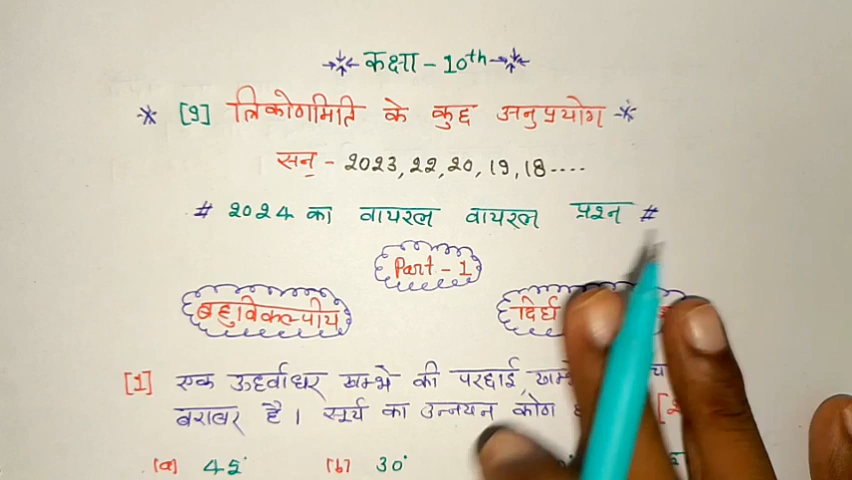 कक्षा - 10th
[9] त्रिकोणमिति के कुछ अनुप्रयोग
सन् - 2023, 22, 20, 19, 18....
# 2024 का वायरल वायरल प्रश्न #
Part - 1
बहुविकल्पीय दिर्घ
[1] एक ऊर्ध्वाधर खम्भे की परछाई, खम्भे
बराबर है। सूर्य का उन्नयन कोण
(a) 45° (b) 30°